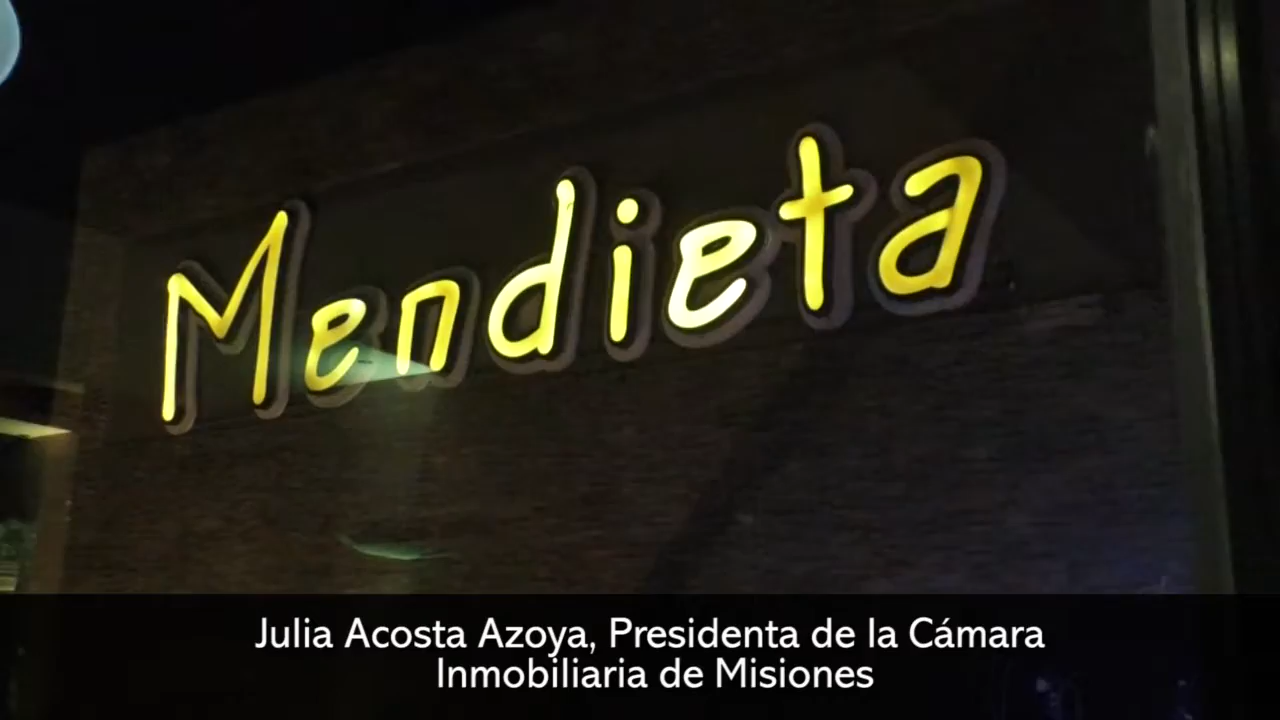 Mendieta
Julia Acosta Azoya, Presidenta de la Cámara
Inmobiliaria de Misiones